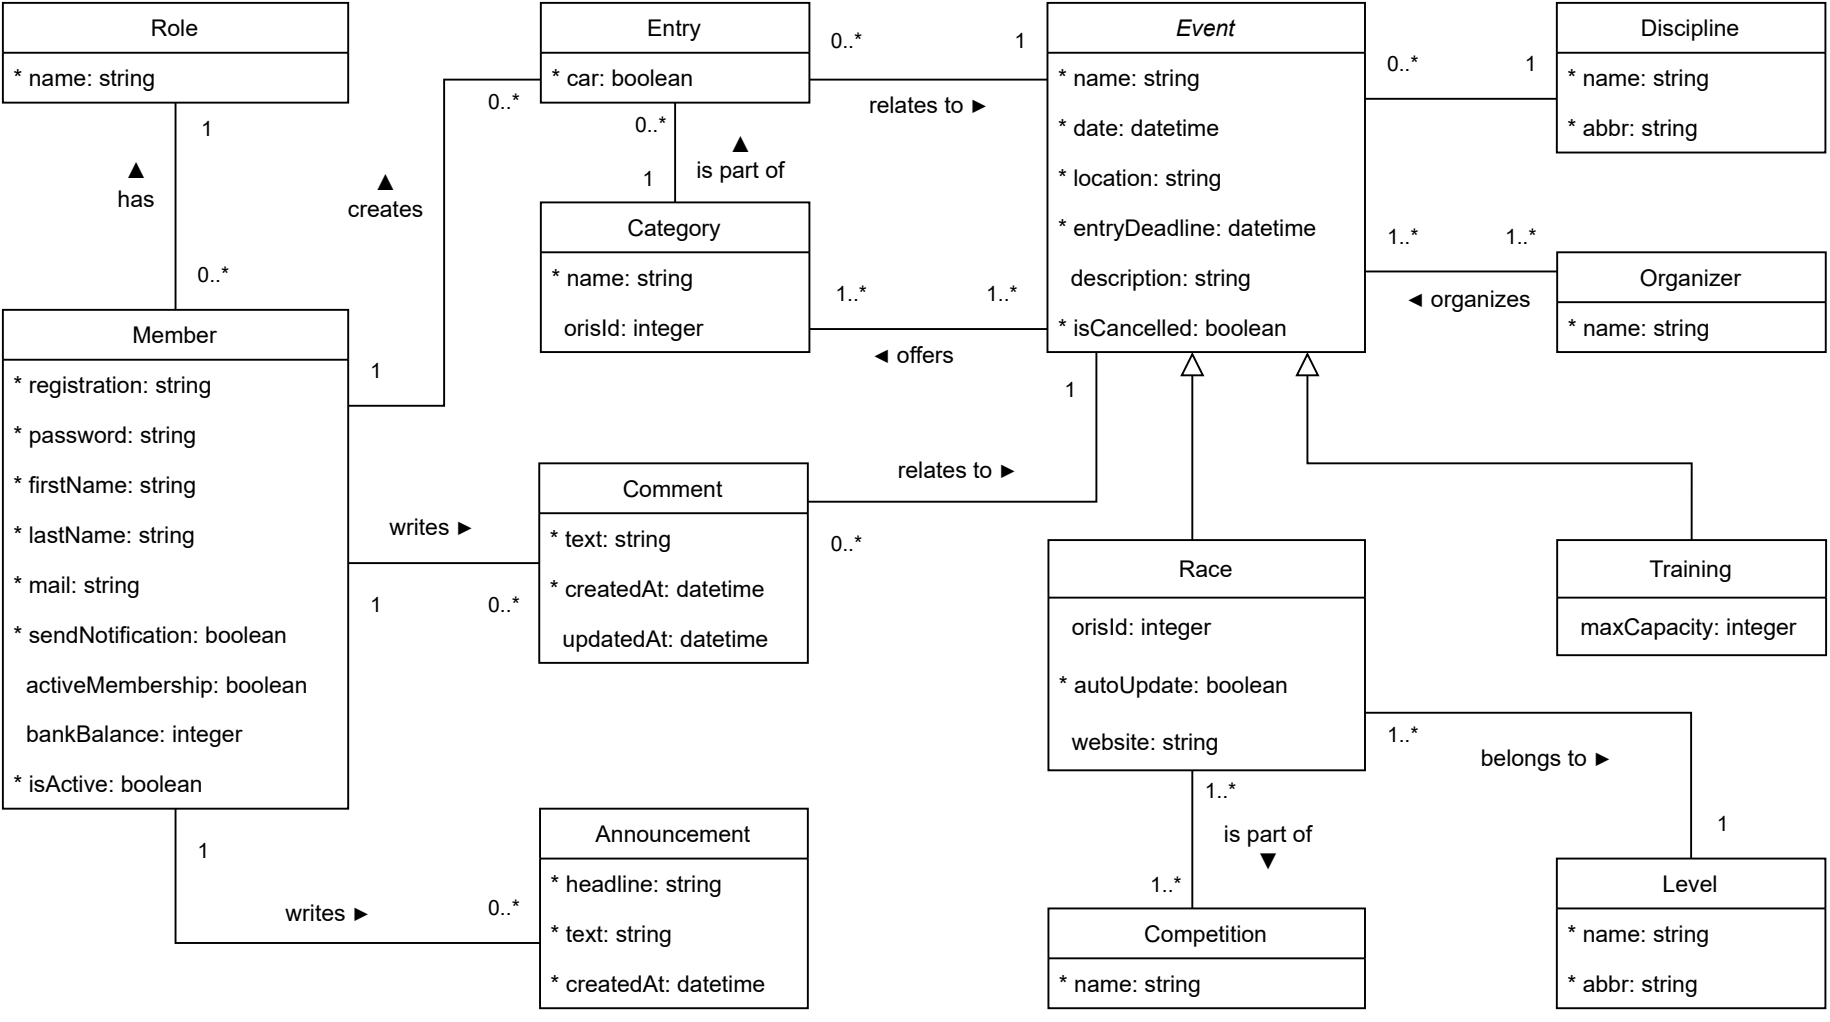 Role
* name: string
1
▲
has
0..*
Member
* registration: string
* password: string
* firstName: string
* lastName: string
* mail: string
* sendNotification: boolean
activeMembership: boolean
bankBalance: integer
* isActive: boolean
1
▲
creates
0..*
Entry
* car: boolean
0..*
▲
is part of
1
Category
* name: string
orisId: integer
0..*
1
relates to ►
Event
* name: string
* date: datetime
* location: string
* entryDeadline: datetime
description: string
* isCancelled: boolean
1..*
1..*
◄ offers
0..*
1
Discipline
* name: string
* abbr: string
1..*
1..*
◄ organizes
Organizer
* name: string
writes ►
1
0..*
Comment
* text: string
* createdAt: datetime
updatedAt: datetime
1
relates to ►
0..*
Race
orisId: integer
* autoUpdate: boolean
website: string
Training
maxCapacity: integer
1..*
belongs to ►
1
Level
* name: string
* abbr: string
1..*
is part of
▼
1..*
Competition
* name: string
1
writes ►
0..*
Announcement
* headline: string
* text: string
* createdAt: datetime